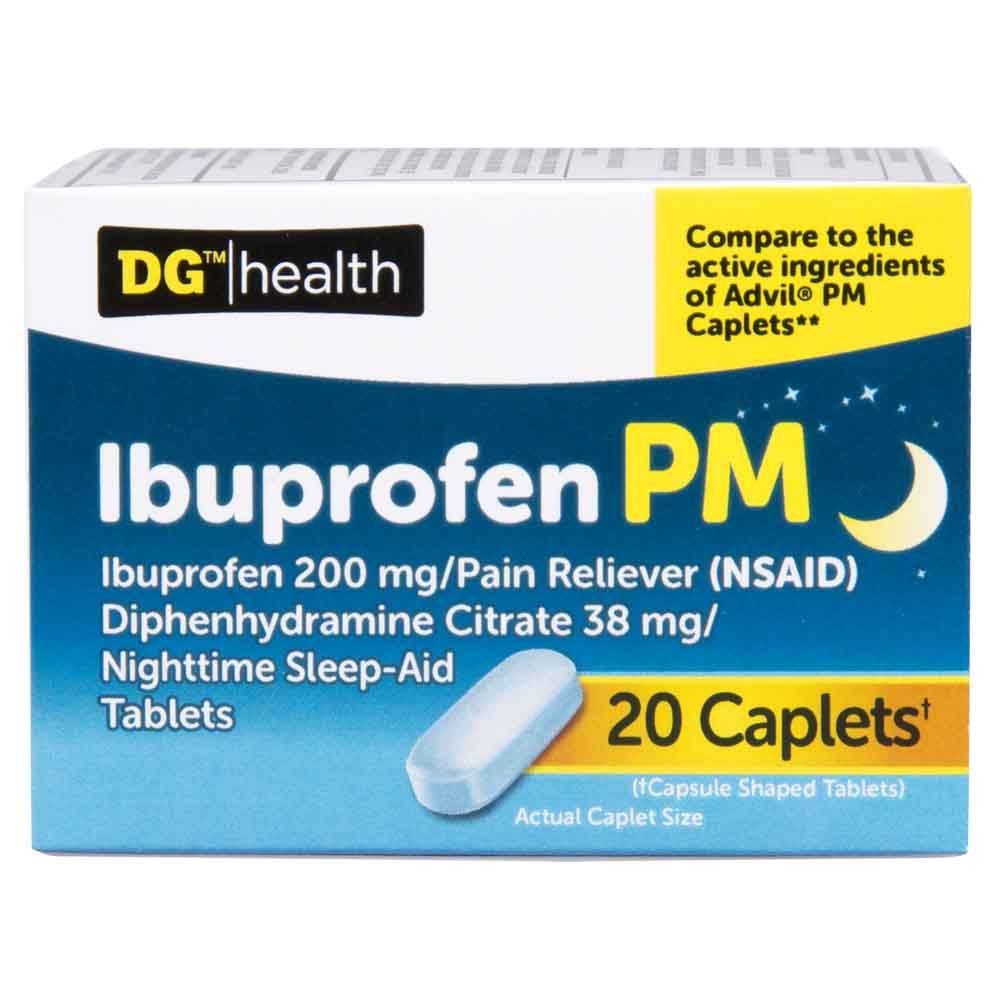 DG™ health
Compare to the
active ingredients
of Advil® PM
Caplets**
Ibuprofen PM
Ibuprofen 200 mg/Pain Reliever (NSAID)
Diphenhydramine Citrate 38 mg/
Nighttime Sleep-Aid
Tablets
20 Caplets†
(†Capsule Shaped Tablets)
Actual Caplet Size